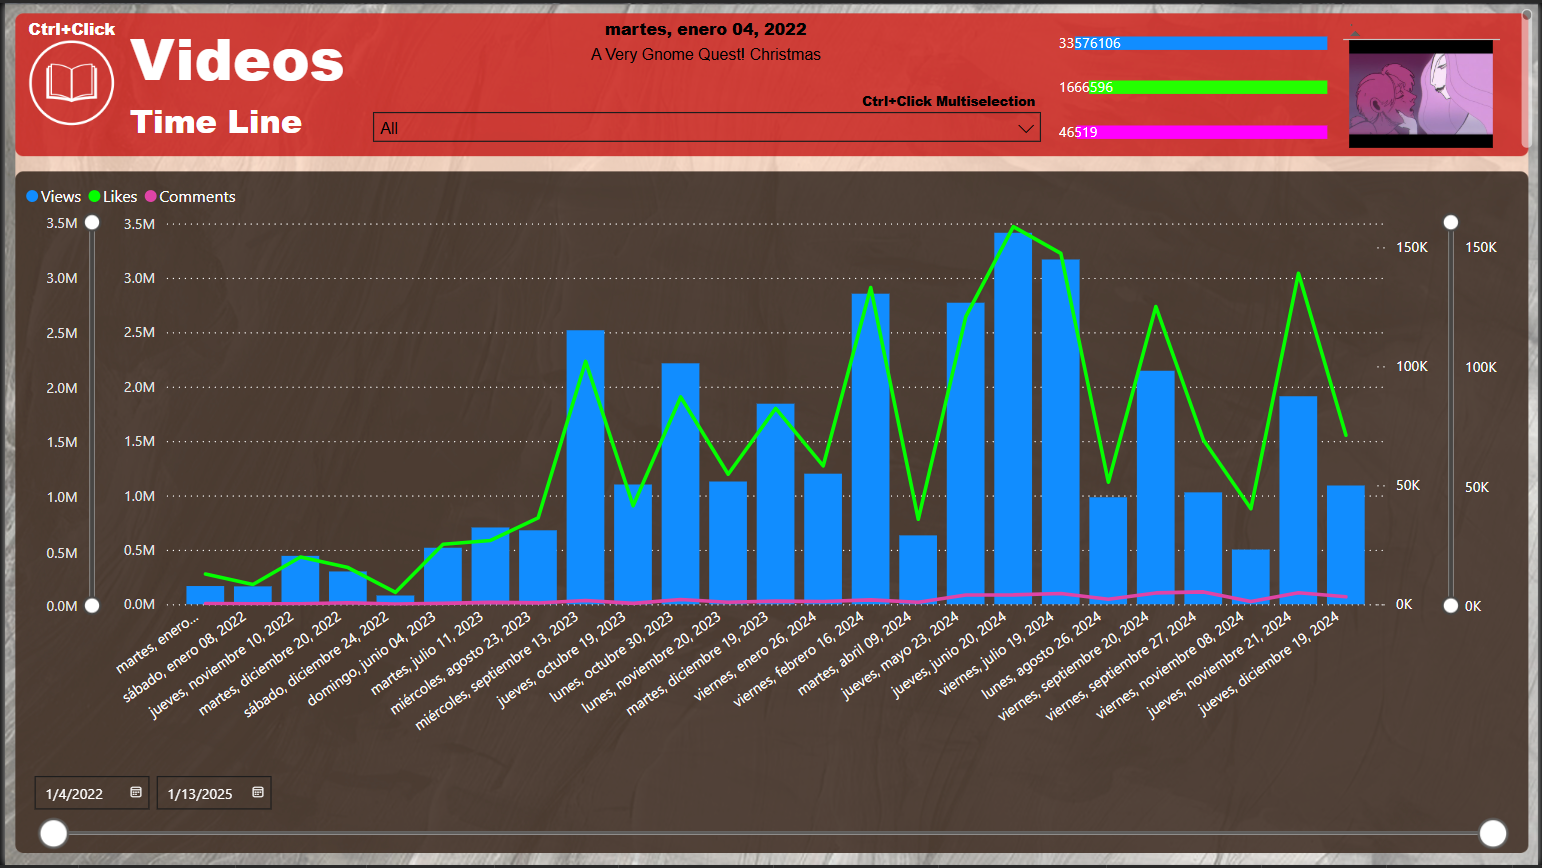 Ctrl+Click
Videos
Time Line
martes, enero 04, 2022
A Very Gnome Quest! Christmas
Ctrl+Click Multiselection
All
33576106
1666596
46519
Views
Likes
Comments
3.5M
3.0M
2.5M
2.0M
1.5M
1.0M
0.5M
0.0M
3.5M
3.0M
2.5M
2.0M
1.5M
1.0M
0.5M
0.0M
150K
100K
50K
0K
150K
100K
50K
0K
martes, enero...
sábado, enero 08, 2022
jueves, noviembre 10, 2022
martes, diciembre 20, 2022
sábado, diciembre 24, 2022
domingo, junio 04, 2023
martes, julio 11, 2023
miércoles, agosto 23, 2023
miércoles, septiembre 13, 2023
jueves, octubre 19, 2023
lunes, octubre 30, 2023
lunes, noviembre 20, 2023
martes, diciembre 19, 2023
viernes, enero 26, 2024
viernes, febrero 16, 2024
martes, abril 09, 2024
jueves, mayo 23, 2024
jueves, junio 20, 2024
viernes, julio 19, 2024
lunes, agosto 26, 2024
viernes, septiembre 20, 2024
viernes, septiembre 27, 2024
viernes, noviembre 08, 2024
jueves, noviembre 21, 2024
jueves, diciembre 19, 2024
1/4/2022
1/13/2025